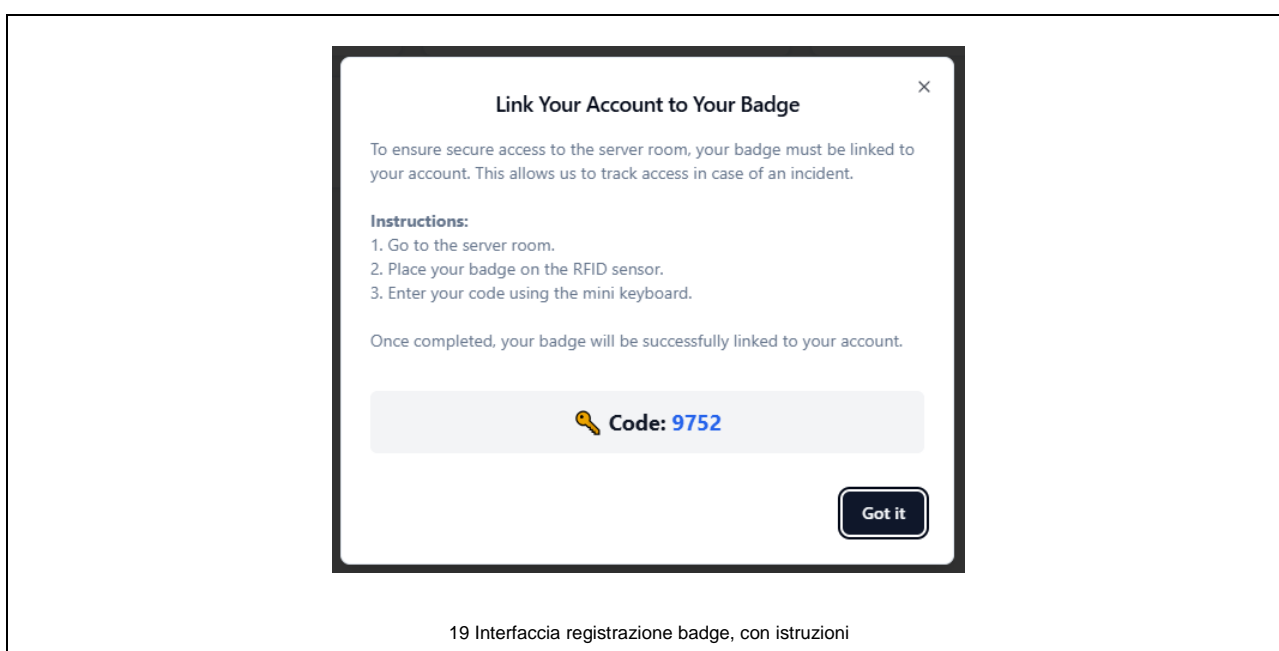 Link Your Account to Your Badge
To ensure secure access to the server room, your badge must be linked to
your account. This allows us to track access in case of an incident.
Instructions:
1. Go to the server room.
2. Place your badge on the RFID sensor.
3. Enter your code using the mini keyboard.
Once completed, your badge will be successfully linked to your account.
Code: 9752
Got it
19 Interfaccia registrazione badge, con istruzioni